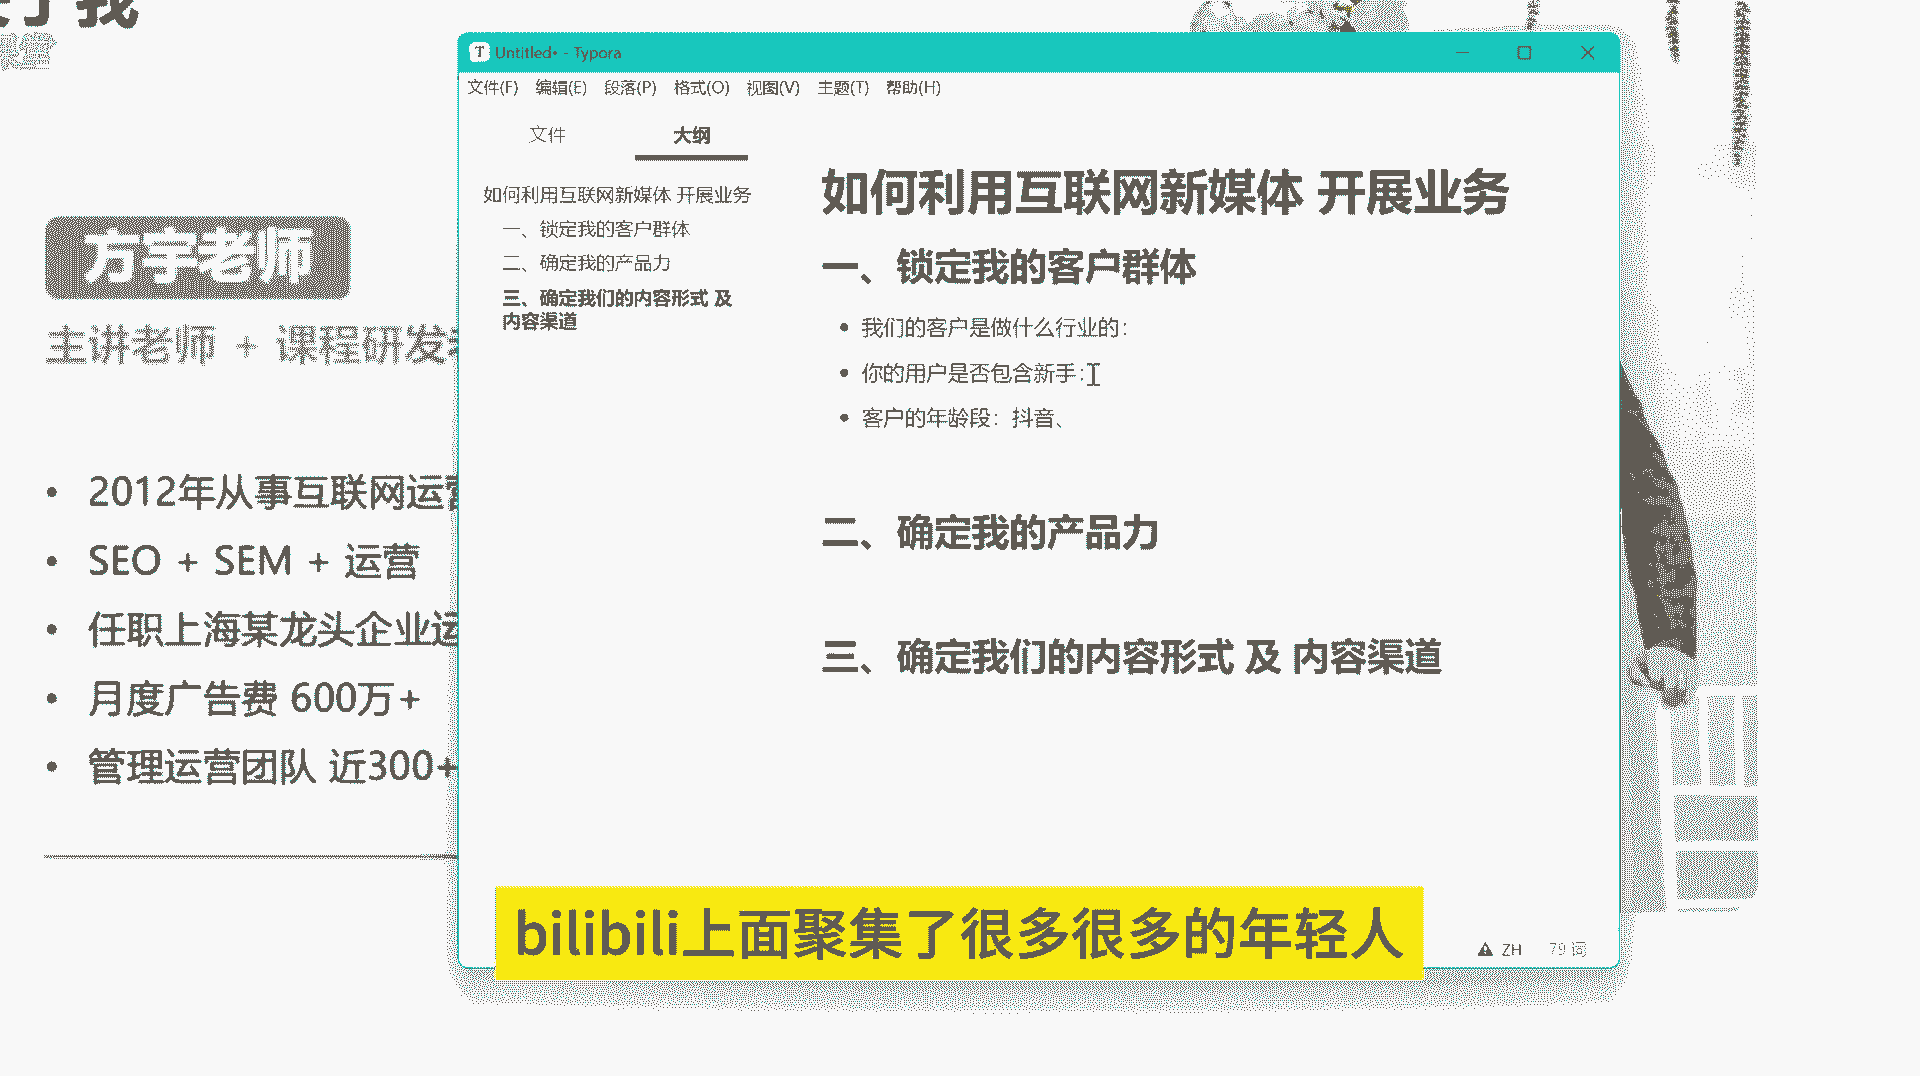 我
课堂
方宇老师
主讲老师 + 课程研发
2012年从事互联网运营
SEO + SEM + 运营
任职上海某龙头企业运
月度广告费 600万+
管理运营团队 近300+
Untitled• - Typora
文件(F) 编辑(E) 段落(P) 格式(O) 视图(V) 主题(T) 帮助(H)
文件 大纲
如何利用互联网新媒体 开展业务
一、锁定我的客户群体
二、确定我的产品力
三、确定我们的内容形式 及
内容渠道
如何利用互联网新媒体 开展业务
一、锁定我的客户群体
我们的客户是做什么行业的：
你的用户是否包含新手：
客户的年龄段：抖音、
二、确定我的产品力
三、确定我们的内容形式 及 内容渠道
ZH 79 词
bilibili上面聚集了很多很多的年轻人